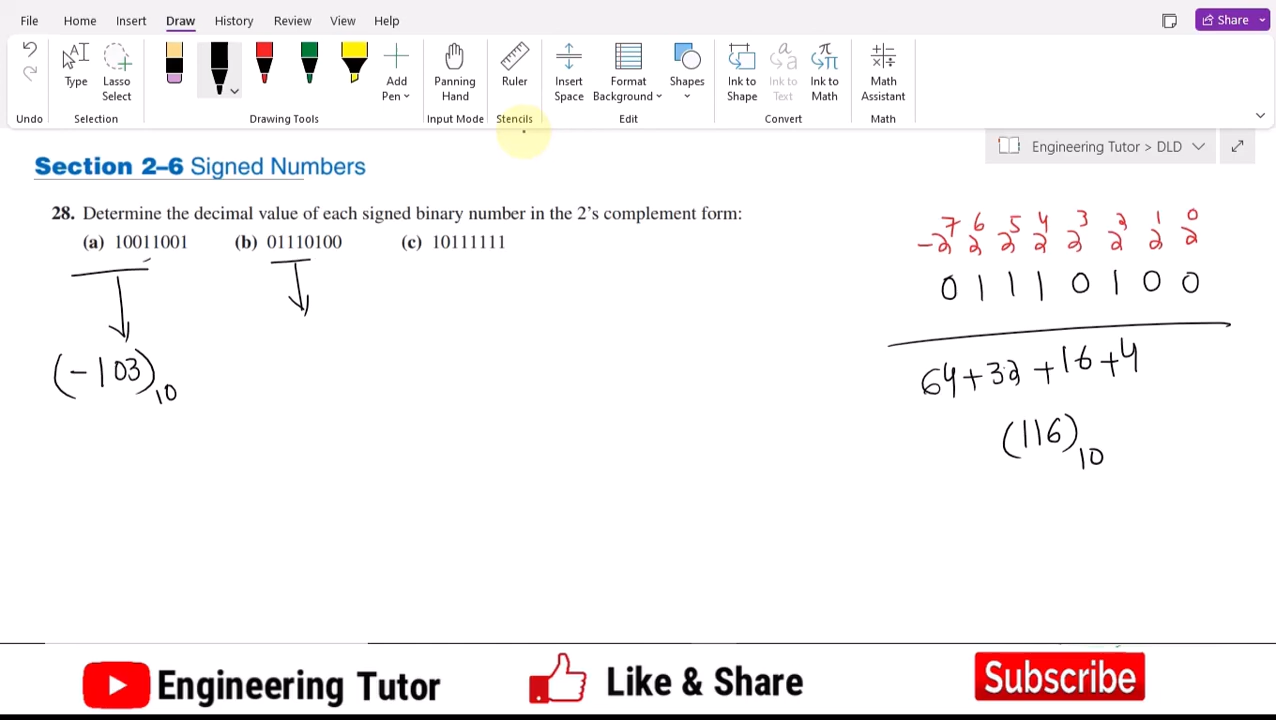 File Home Insert Draw History Review View Help Share
Type Lasso Select Add Pen Panning Hand Ruler Insert Space Format Background Shapes Ink to Shape Ink to Text Ink to Math Math Assistant
Undo Selection Drawing Tools Input Mode Stencils Edit Convert Math
Engineering Tutor > DLD
Section 2–6 Signed Numbers
28. Determine the decimal value of each signed binary number in the 2's complement form:
(a) 10011001 (b) 01110100 (c) 10111111
-2^7 2^6 2^5 2^4 2^3 2^2 2^1 2^0
0 1 1 1 0 1 0 0
(-103)10
64+32+16+4
(116)10
Engineering Tutor Like & Share Subscribe